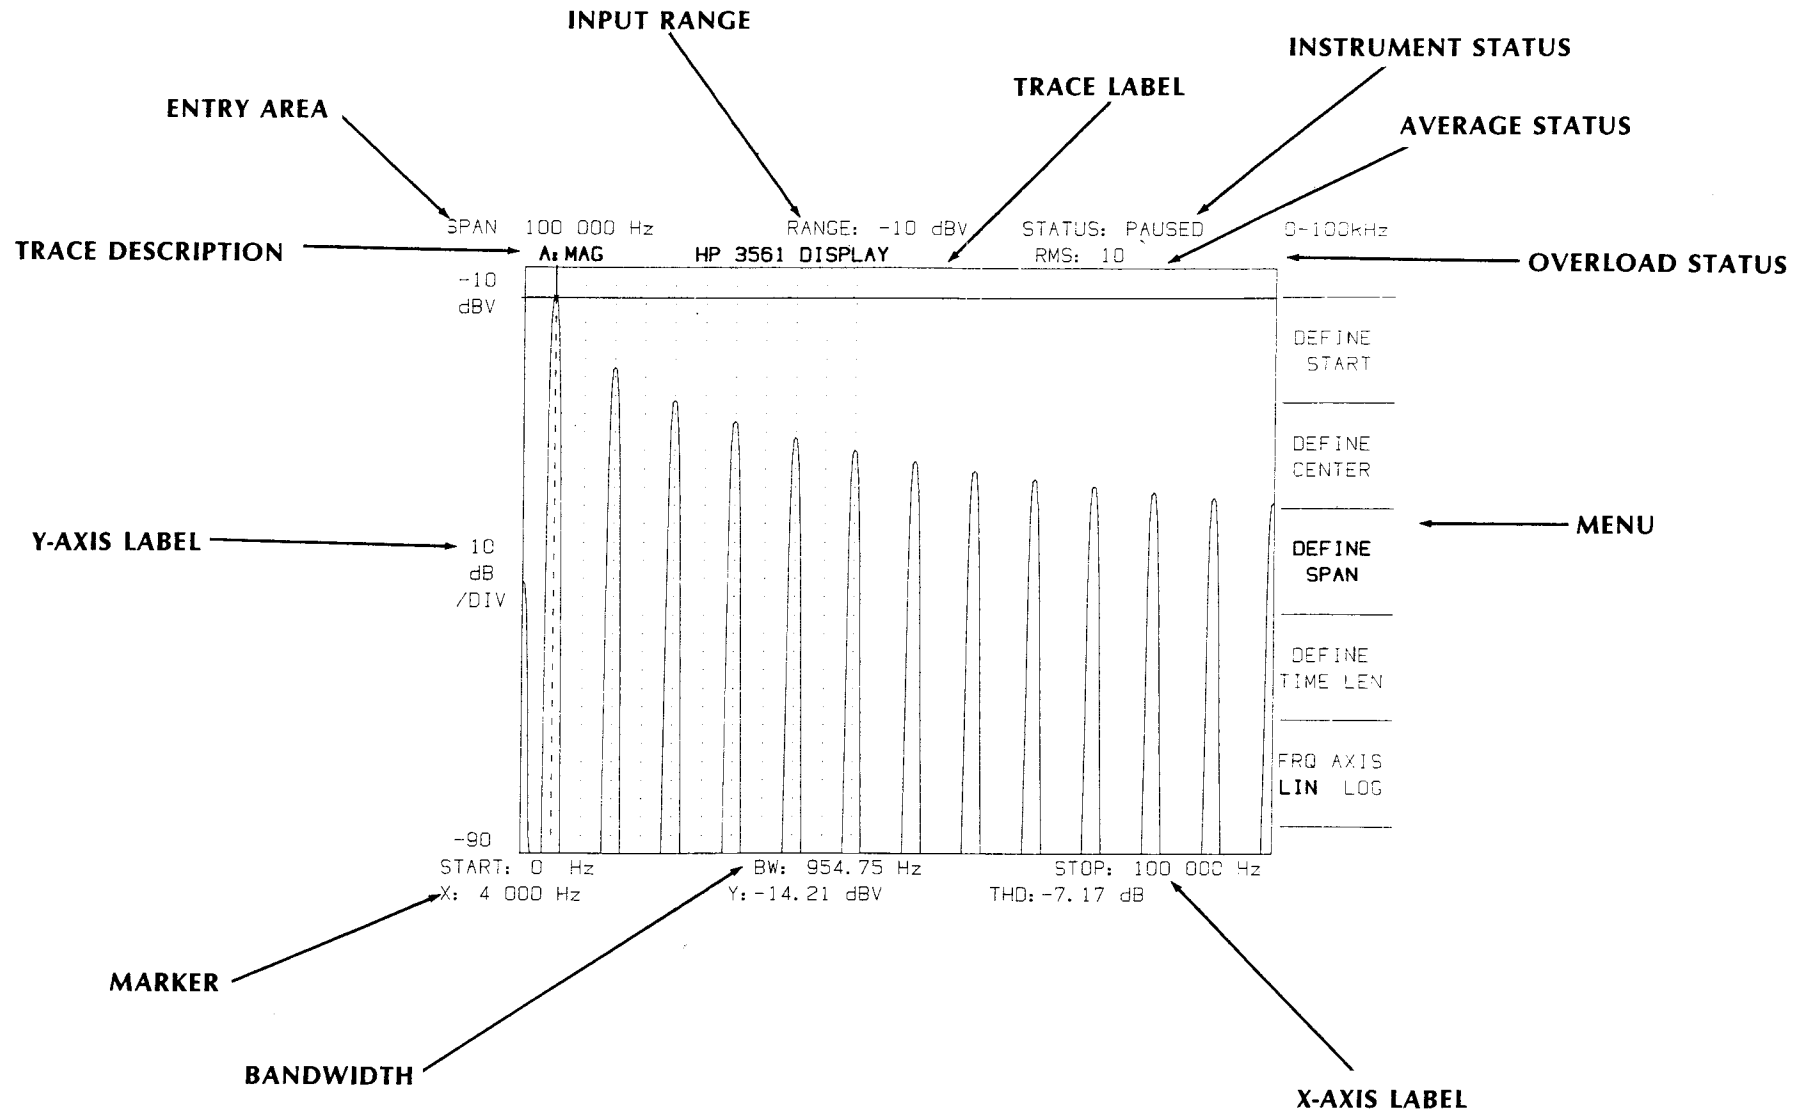 INPUT RANGE
INSTRUMENT STATUS
TRACE LABEL
ENTRY AREA
AVERAGE STATUS
SPAN 100 000 Hz RANGE: -10 dBV STATUS: PAUSED 0-100kHz
TRACE DESCRIPTION
A: MAG HP 3561 DISPLAY RMS: 10
OVERLOAD STATUS
-10
dBV
DEFINE
START
DEFINE
CENTER
Y-AXIS LABEL
10
dB
/DIV
DEFINE
SPAN
MENU
DEFINE
TIME LEN
FRQ AXIS
LIN LOG
-90
START: 0 Hz BW: 954.75 Hz STOP: 100 000 Hz
X: 4 000 Hz Y:-14.21 dBV THD:-7.17 dB
MARKER
BANDWIDTH
X-AXIS LABEL